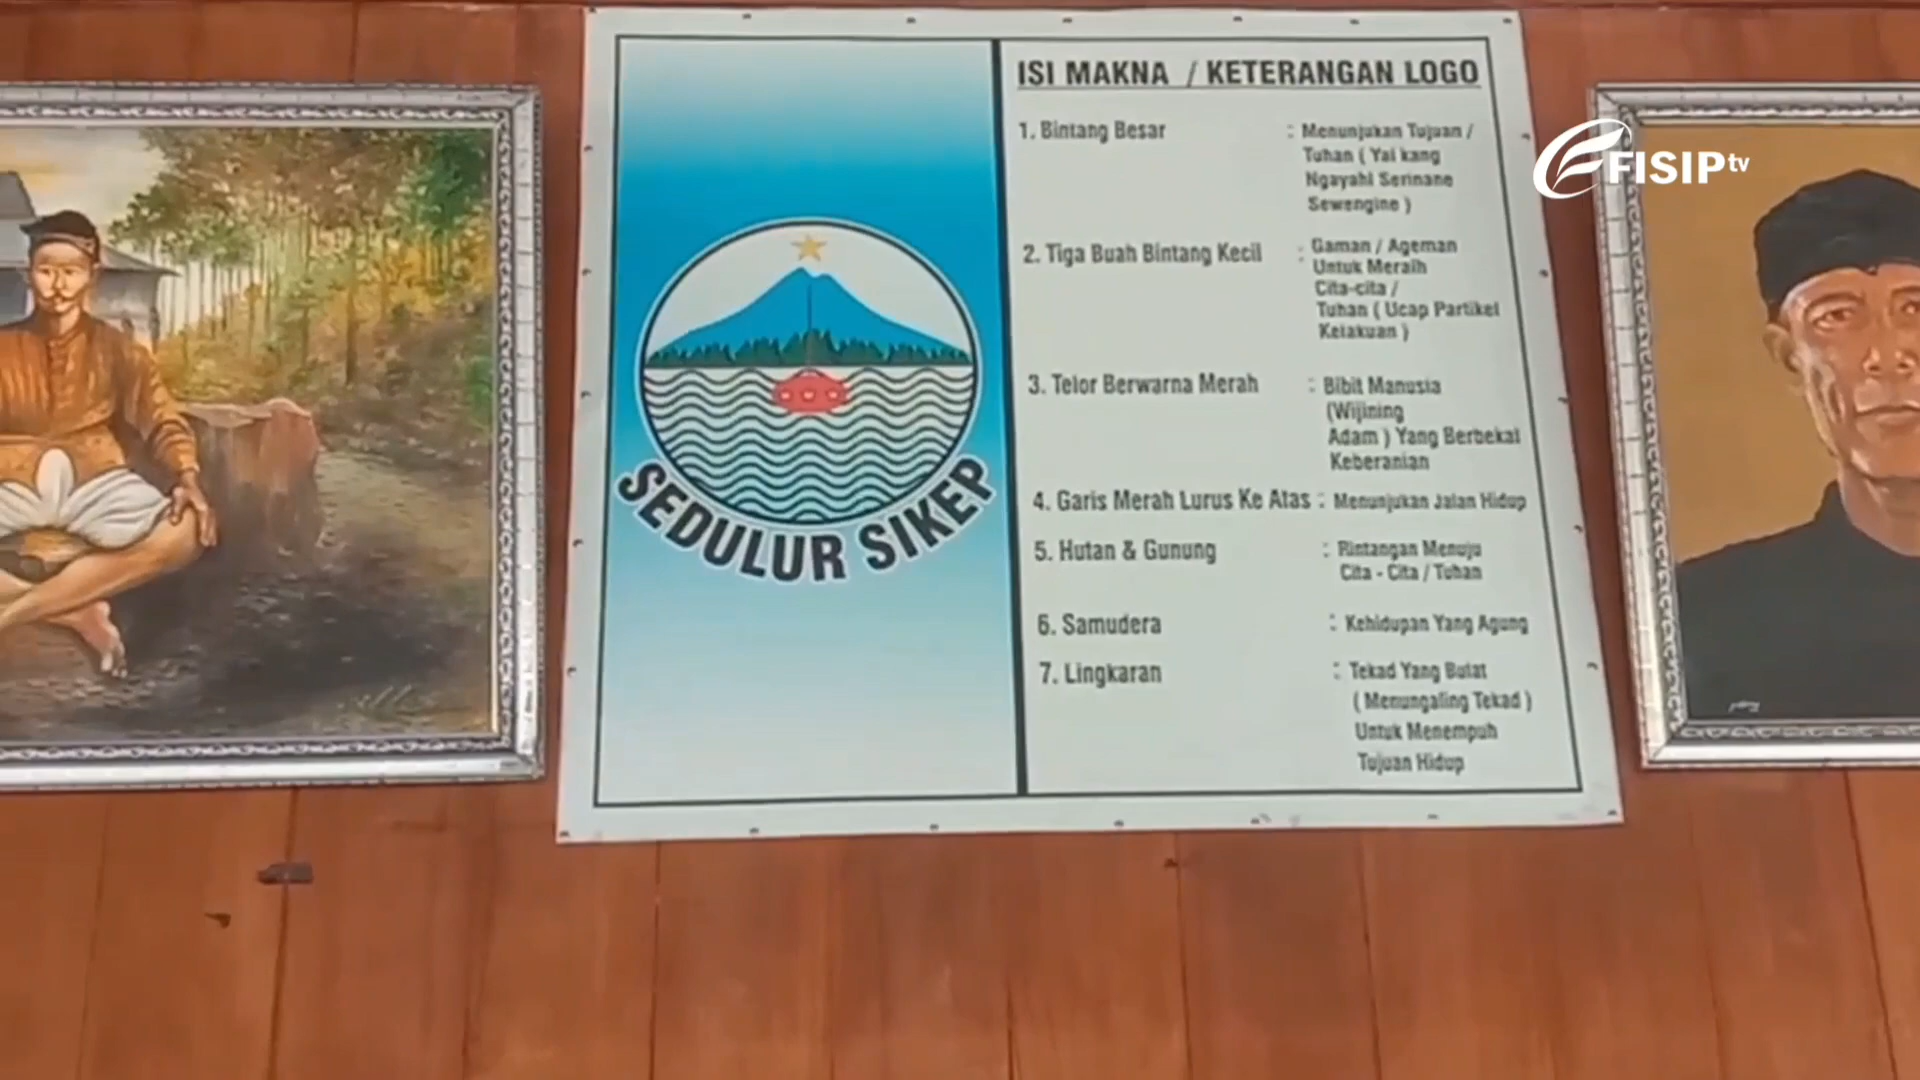 ISI MAKNA / KETERANGAN LOGO
1. Bintang Besar : Menunjukan Tujuan /
Tuhan ( Yai kang
Ngayahi Serinane
Sewengine )
2. Tiga Buah Bintang Kecil : Gaman / Ageman
Untuk Meraih
Cita-cita /
Tuhan ( Ucap Partikel
Kelakuan )
3. Telor Berwarna Merah : Bibit Manusia
(Wijining
Adam ) Yang Berbekal
Keberanian
4. Garis Merah Lurus Ke Atas : Menunjukan Jalan Hidup
5. Hutan & Gunung : Rintangan Menuju
Cita - Cita / Tuhan
6. Samudera : Kehidupan Yang Agung
7. Lingkaran : Tekad Yang Bulat
( Menungaling Tekad )
Untuk Menempuh
Tujuan Hidup
SEDULUR SIKEP
FISIP tv